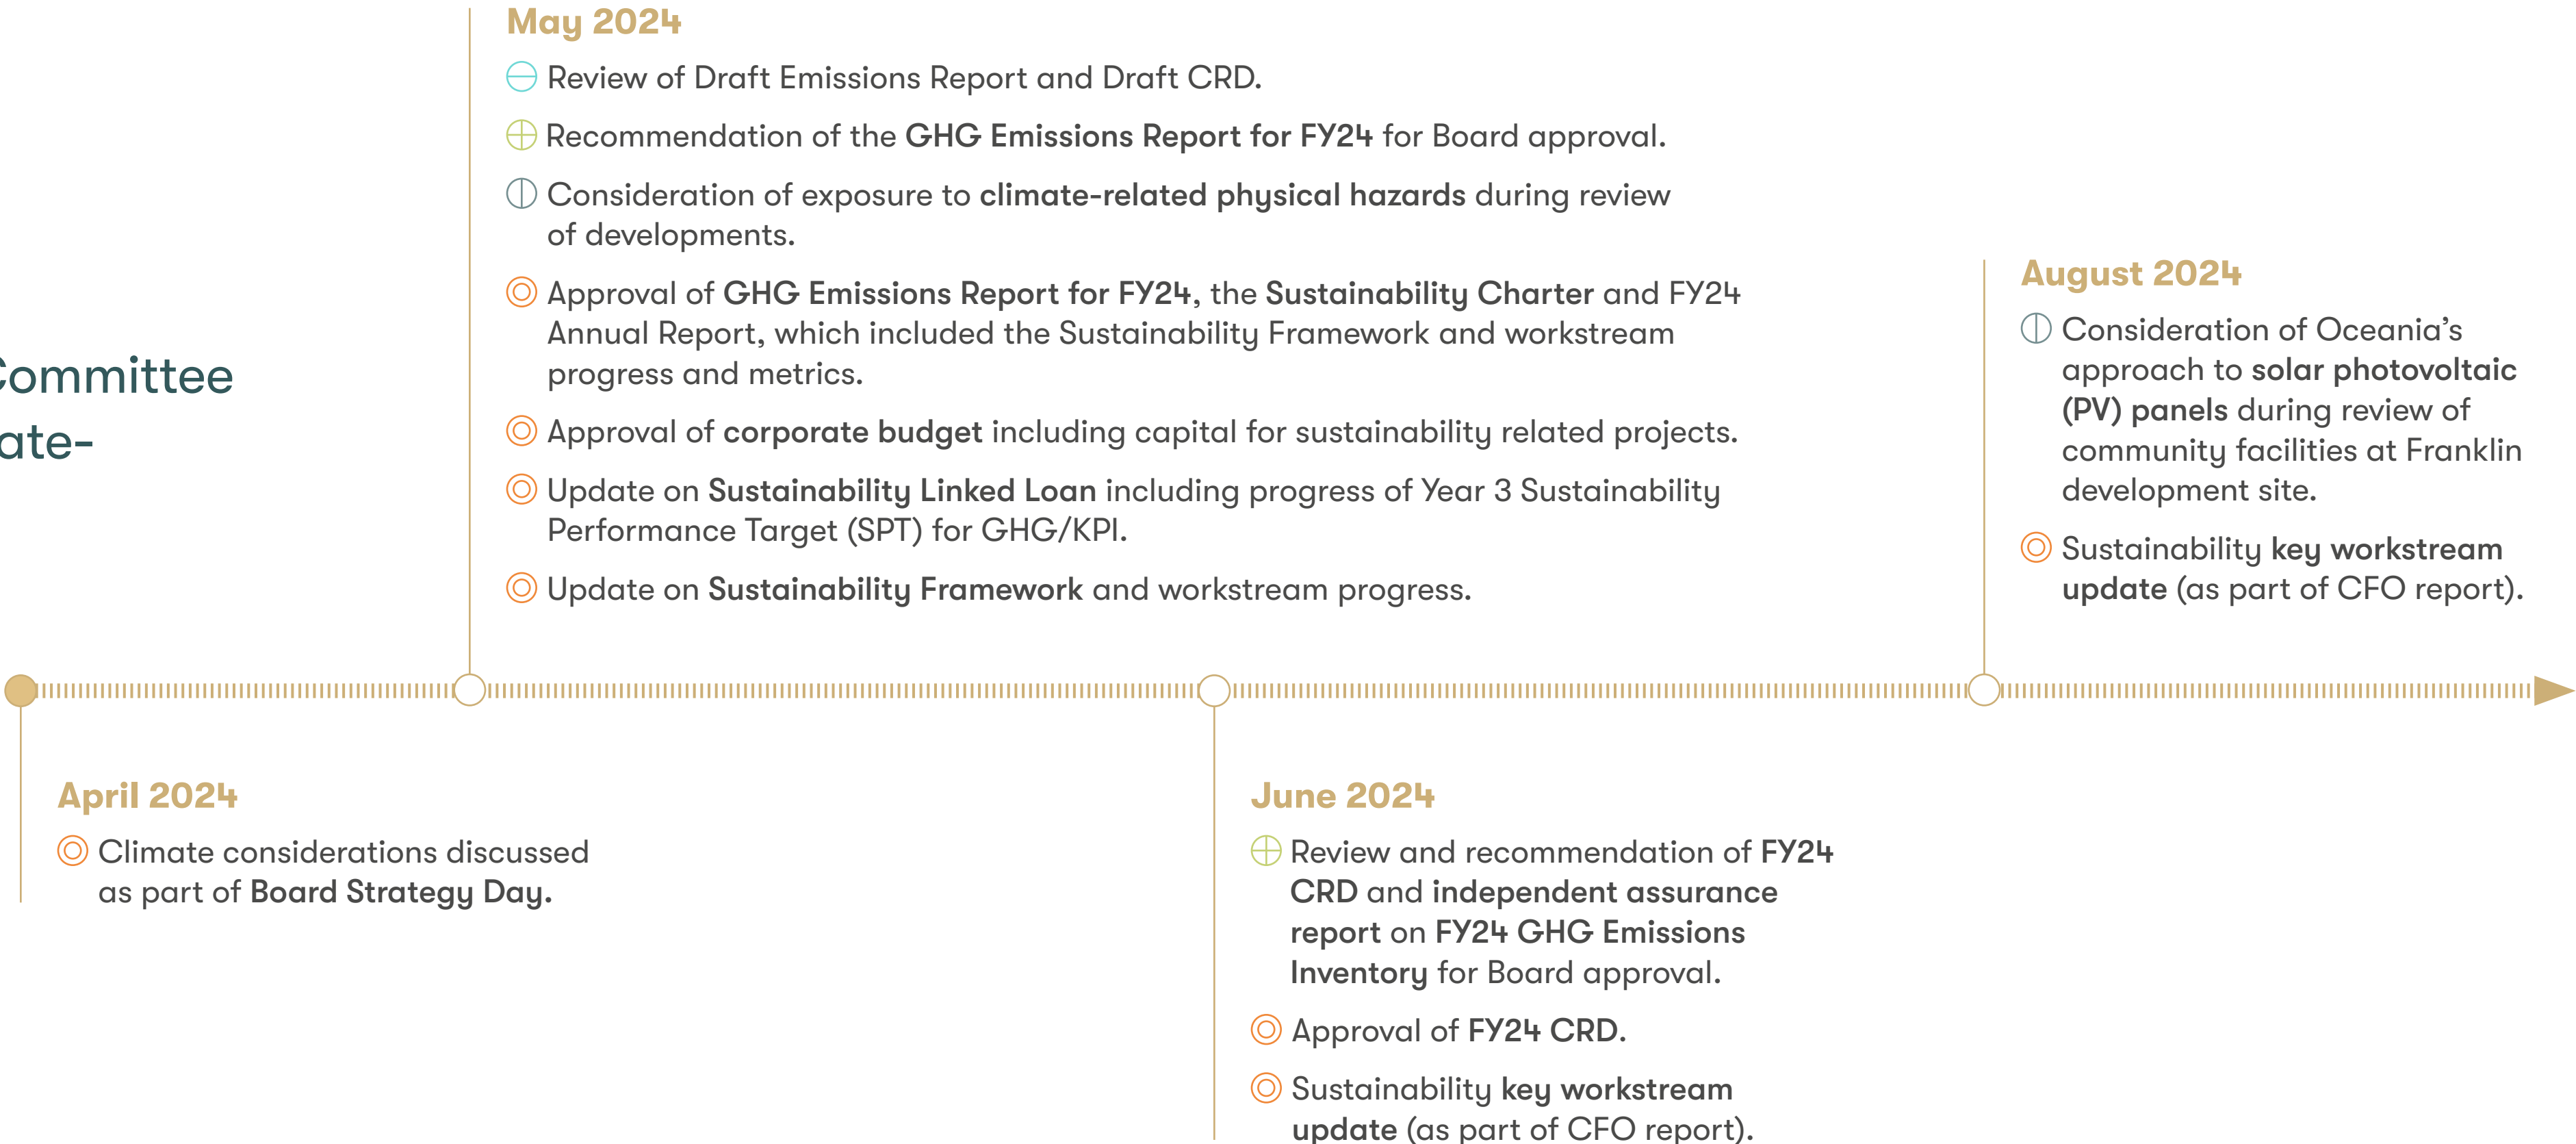 May 2024
Review of Draft Emissions Report and Draft CRD.
Recommendation of the GHG Emissions Report for FY24 for Board approval.
Consideration of exposure to climate-related physical hazards during review
of developments.
Approval of GHG Emissions Report for FY24, the Sustainability Charter and FY24
Annual Report, which included the Sustainability Framework and workstream
progress and metrics.
Approval of corporate budget including capital for sustainability related projects.
Update on Sustainability Linked Loan including progress of Year 3 Sustainability
Performance Target (SPT) for GHG/KPI.
Update on Sustainability Framework and workstream progress.
Committee
ate-
August 2024
Consideration of Oceania’s
approach to solar photovoltaic
(PV) panels during review of
community facilities at Franklin
development site.
Sustainability key workstream
update (as part of CFO report).
April 2024
Climate considerations discussed
as part of Board Strategy Day.
June 2024
Review and recommendation of FY24
CRD and independent assurance
report on FY24 GHG Emissions
Inventory for Board approval.
Approval of FY24 CRD.
Sustainability key workstream
update (as part of CFO report).